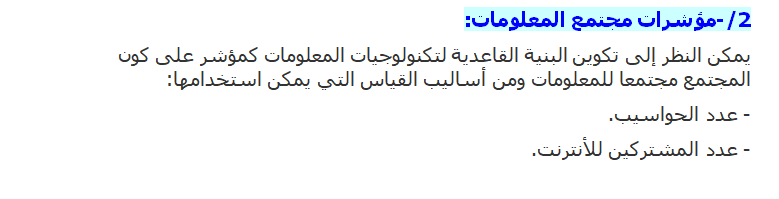 2/-مؤشرات مجتمع المعلومات:
يمكن النظر إلى تكوين البنية القاعدية لتكنولوجيات المعلومات كمؤشر على كون
المجتمع مجتمعا للمعلومات ومن أساليب القياس التي يمكن استخدامها:
- عدد الحواسيب.
- عدد المشتركين للأنترنت.